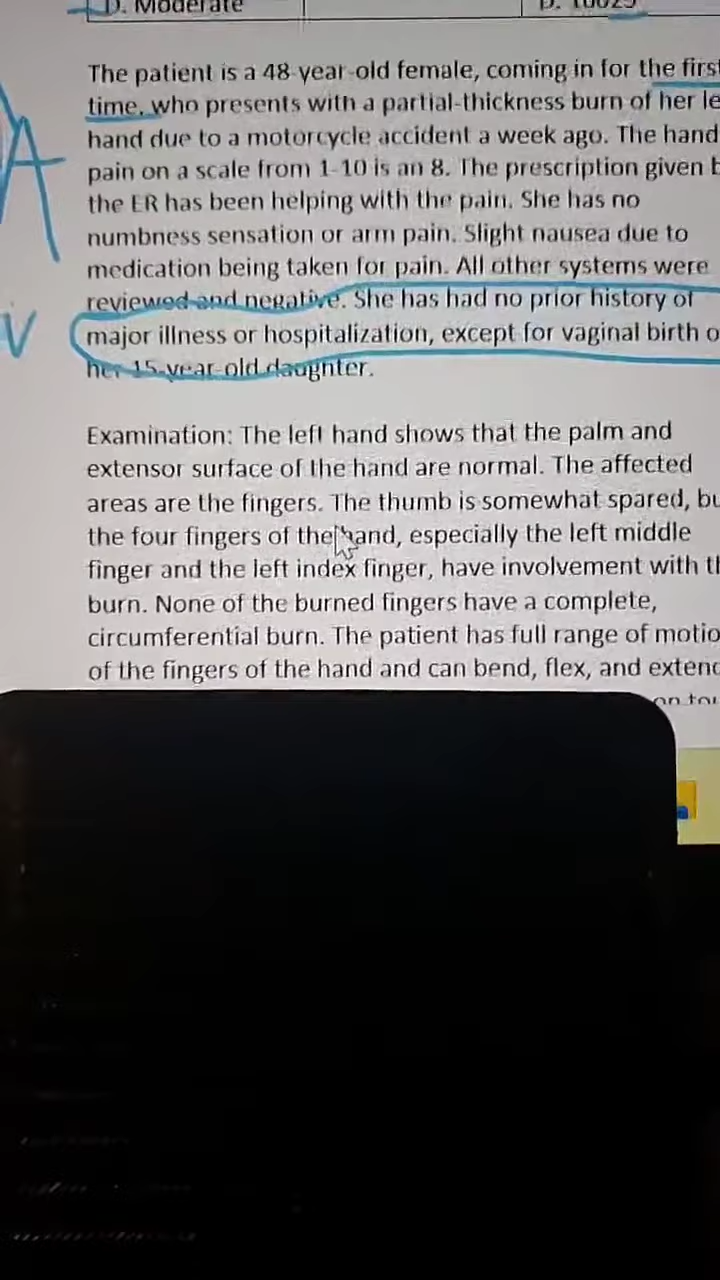 D. Moderate
The patient is a 48-year-old female, coming in for the first
time, who presents with a partial-thickness burn of her le
hand due to a motorcycle accident a week ago. The hand
pain on a scale from 1-10 is an 8. The prescription given b
the ER has been helping with the pain. She has no
numbness sensation or arm pain. Slight nausea due to
medication being taken for pain. All other systems were
reviewed and negative. She has had no prior history of
major illness or hospitalization, except for vaginal birth o
her 15-year-old daughter.
Examination: The left hand shows that the palm and
extensor surface of the hand are normal. The affected
areas are the fingers. The thumb is somewhat spared, bu
the four fingers of the hand, especially the left middle
finger and the left index finger, have involvement with th
burn. None of the burned fingers have a complete,
circumferential burn. The patient has full range of motio
of the fingers of the hand and can bend, flex, and extend